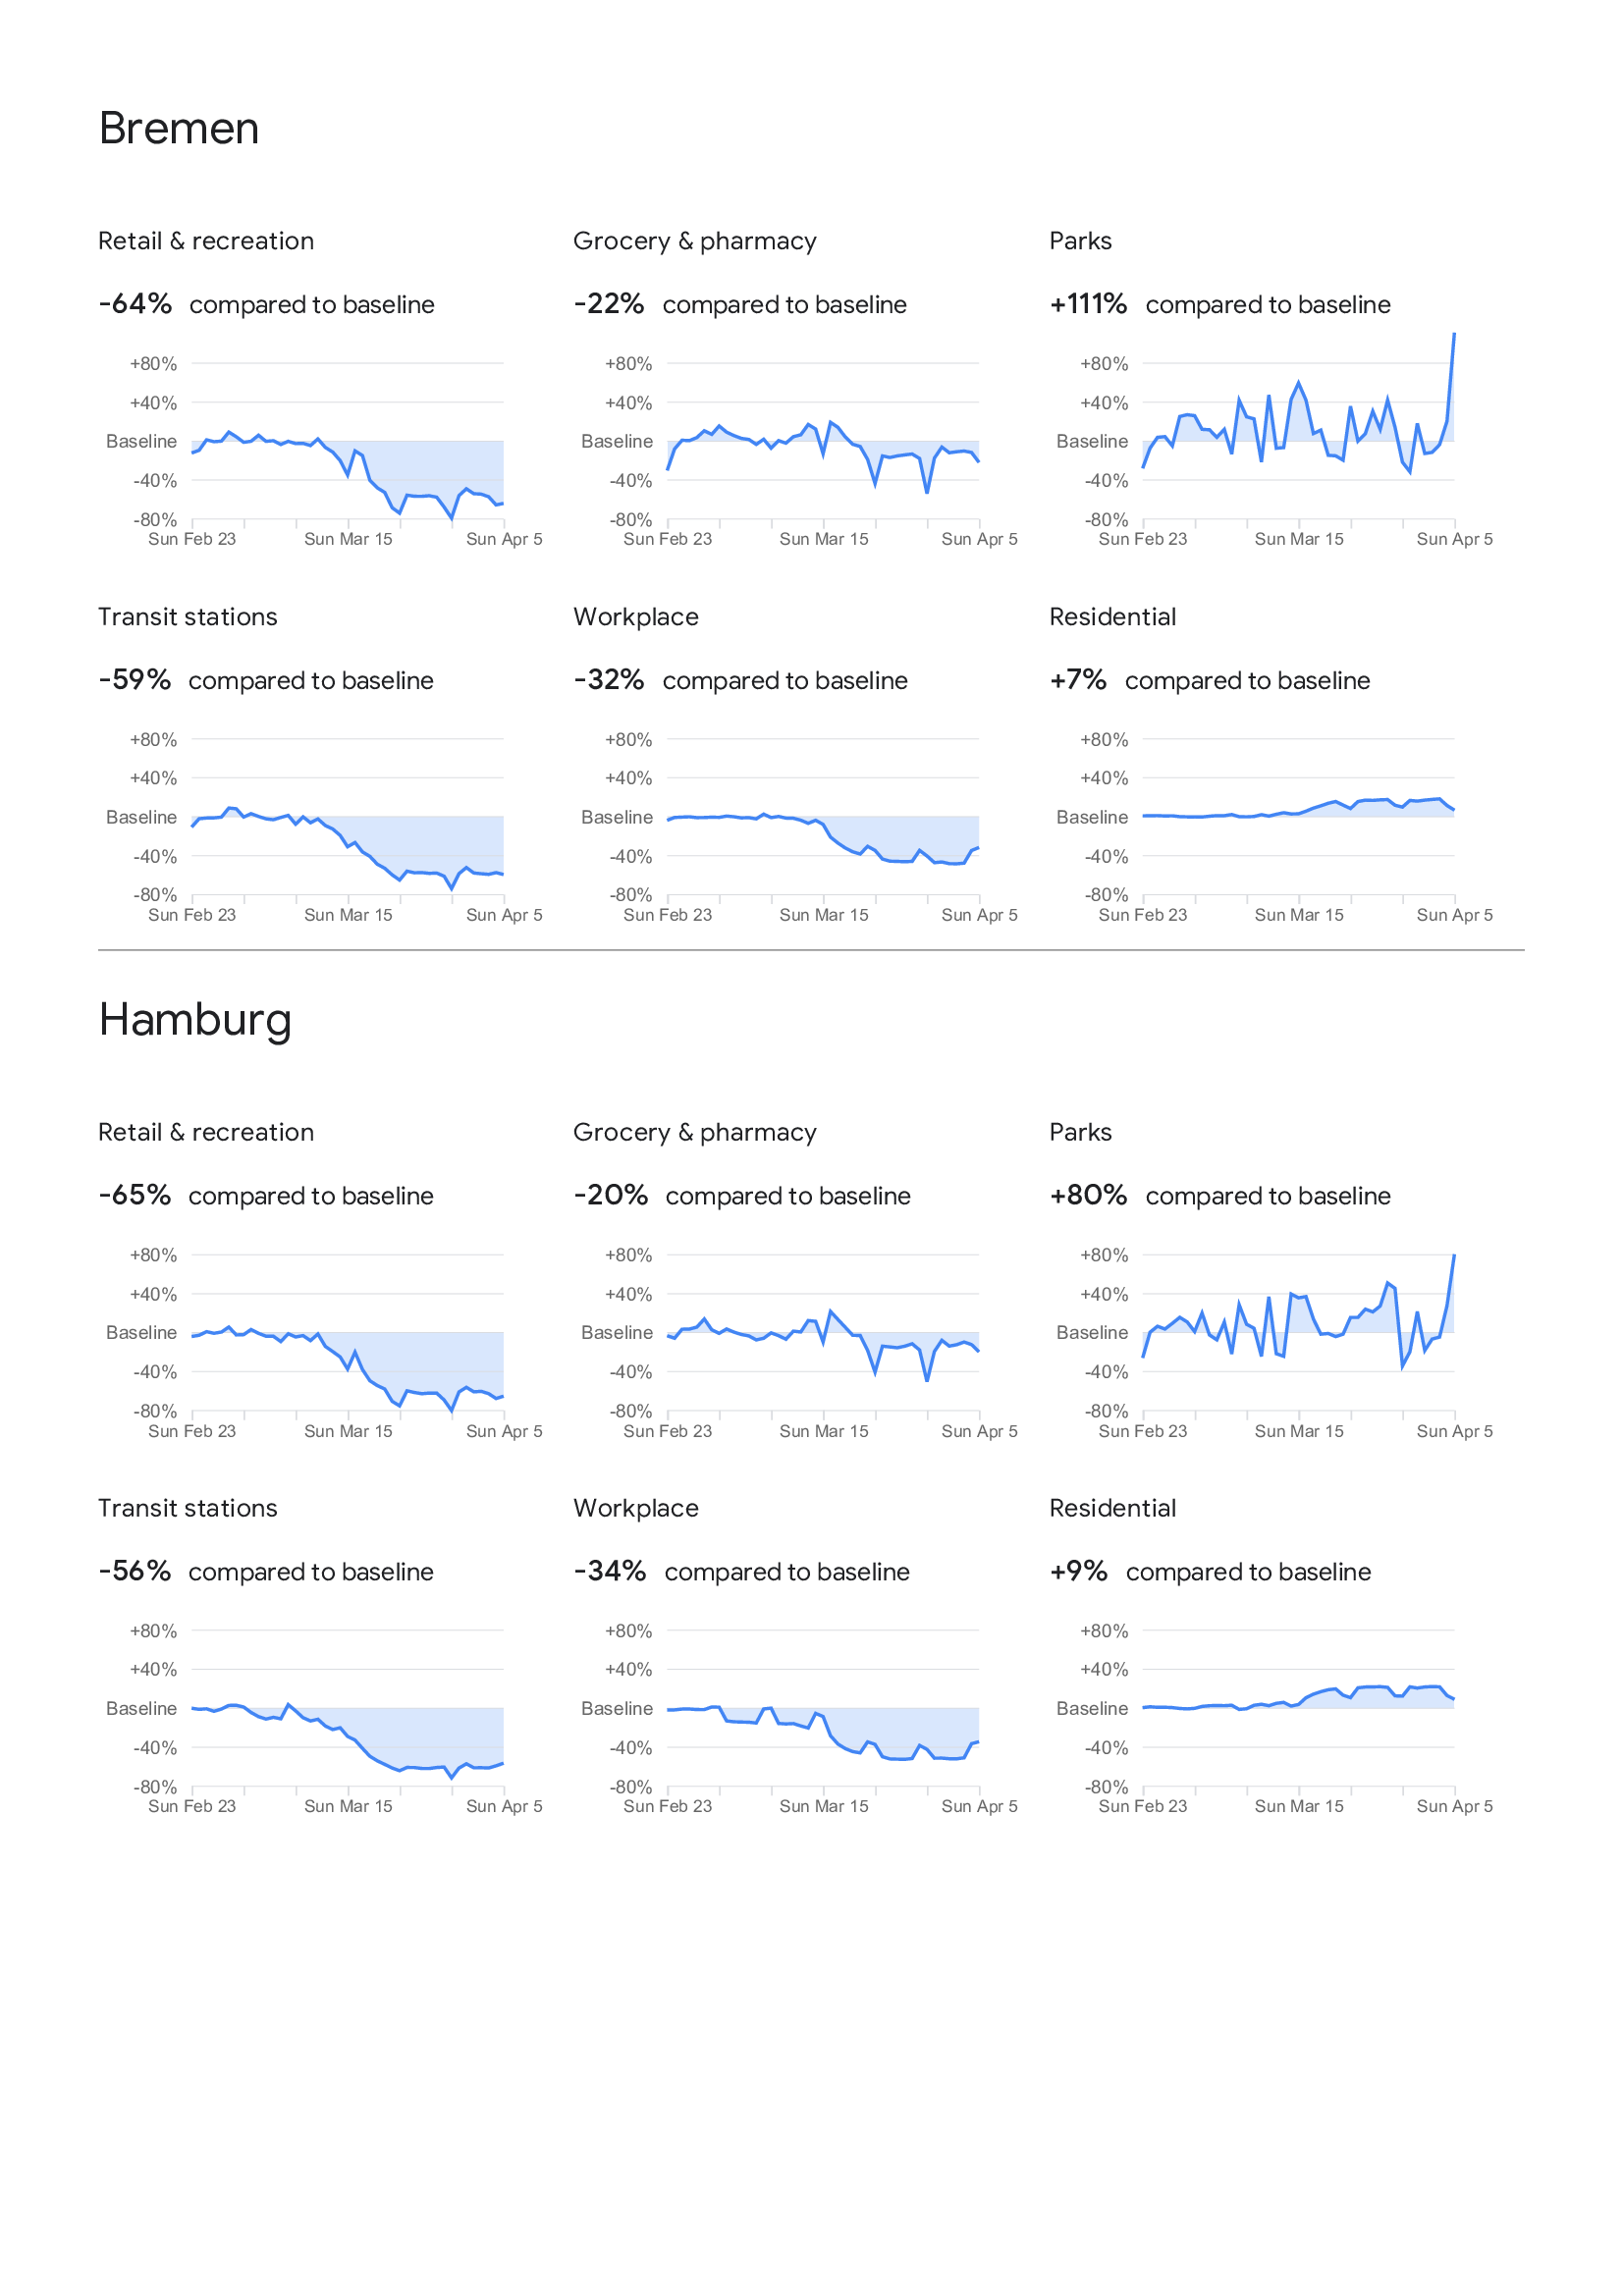 Bremen
Retail & recreation
-64% compared to baseline
+80%
+40%
Baseline
-40%
-80%
Sun Feb 23 Sun Mar 15 Sun Apr 5
Grocery & pharmacy
-22% compared to baseline
+80%
+40%
Baseline
-40%
-80%
Sun Feb 23 Sun Mar 15 Sun Apr 5
Parks
+111% compared to baseline
+80%
+40%
Baseline
-40%
-80%
Sun Feb 23 Sun Mar 15 Sun Apr 5
Transit stations
-59% compared to baseline
+80%
+40%
Baseline
-40%
-80%
Sun Feb 23 Sun Mar 15 Sun Apr 5
Workplace
-32% compared to baseline
+80%
+40%
Baseline
-40%
-80%
Sun Feb 23 Sun Mar 15 Sun Apr 5
Residential
+7% compared to baseline
+80%
+40%
Baseline
-40%
-80%
Sun Feb 23 Sun Mar 15 Sun Apr 5
Hamburg
Retail & recreation
-65% compared to baseline
+80%
+40%
Baseline
-40%
-80%
Sun Feb 23 Sun Mar 15 Sun Apr 5
Grocery & pharmacy
-20% compared to baseline
+80%
+40%
Baseline
-40%
-80%
Sun Feb 23 Sun Mar 15 Sun Apr 5
Parks
+80% compared to baseline
+80%
+40%
Baseline
-40%
-80%
Sun Feb 23 Sun Mar 15 Sun Apr 5
Transit stations
-56% compared to baseline
+80%
+40%
Baseline
-40%
-80%
Sun Feb 23 Sun Mar 15 Sun Apr 5
Workplace
-34% compared to baseline
+80%
+40%
Baseline
-40%
-80%
Sun Feb 23 Sun Mar 15 Sun Apr 5
Residential
+9% compared to baseline
+80%
+40%
Baseline
-40%
-80%
Sun Feb 23 Sun Mar 15 Sun Apr 5